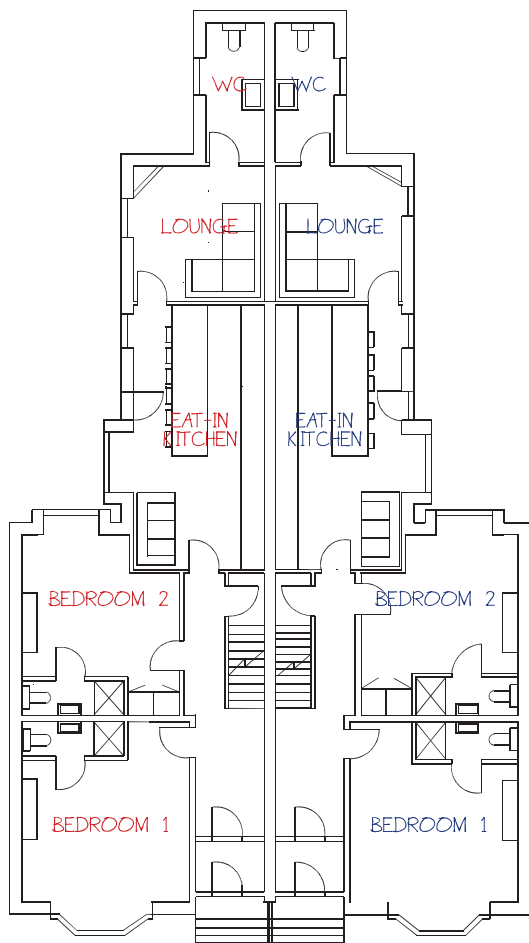 WC WC
LOUNGE LOUNGE
EAT-IN EAT-IN
KITCHEN KITCHEN
BEDROOM 2 BEDROOM 2
BEDROOM 1 BEDROOM 1